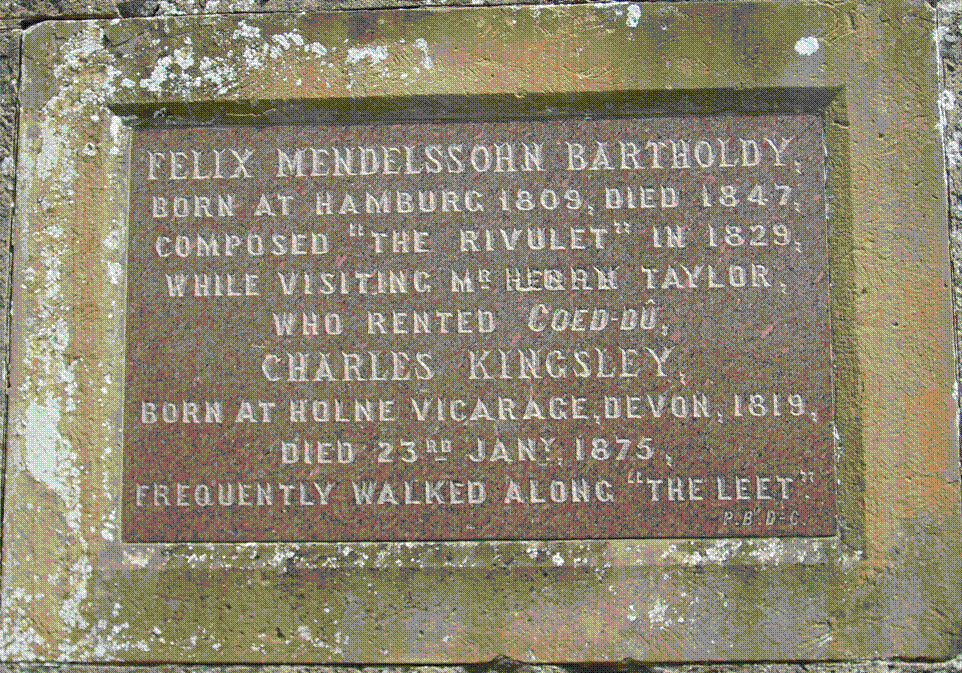 FELIX MENDELSSOHN BARTHOLDY,
BORN AT HAMBURG 1809, DIED 1847,
COMPOSED "THE RIVULET" IN 1829,
WHILE VISITING MR TAYLOR,
WHO RENTED COED-DÛ,
CHARLES KINGSLEY,
BORN AT HOLNE VICARAGE, DEVON, 1819,
DIED 23RD JANY. 1875,
FREQUENTLY WALKED ALONG "THE LEET".
P.B.D-C.